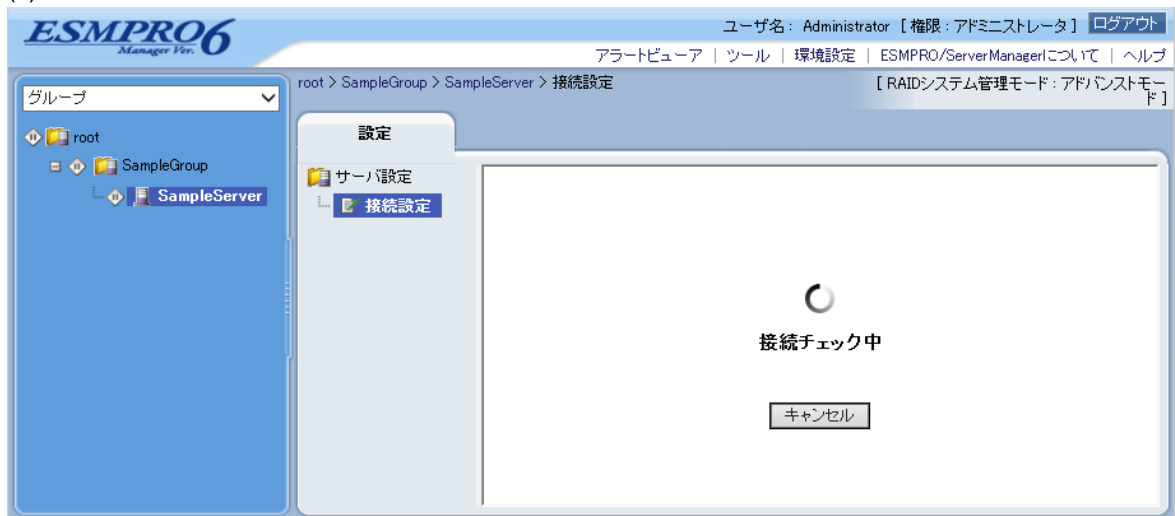 ESMPRO6
Manager Ver.
ユーザ名： Administrator [ 権限：アドミニストレータ ] ログアウト
アラートビューア | ツール | 環境設定 | ESMPRO/ServerManagerについて | ヘルプ
グループ
root
SampleGroup
SampleServer
root > SampleGroup > SampleServer > 接続設定
[ RAIDシステム管理モード：アドバンストモー
ド ]
設定
サーバ設定
接続設定
接続チェック中
キャンセル